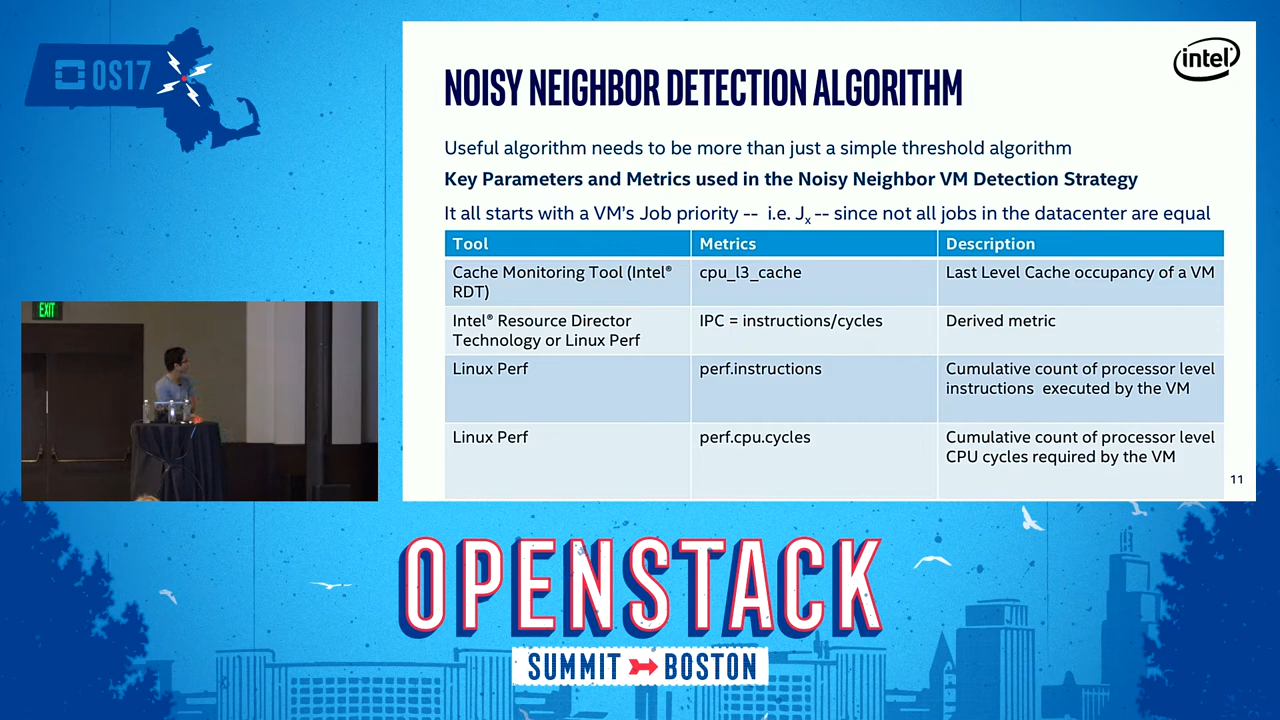 OS17
intel
NOISY NEIGHBOR DETECTION ALGORITHM
Useful algorithm needs to be more than just a simple threshold algorithm
Key Parameters and Metrics used in the Noisy Neighbor VM Detection Strategy
It all starts with a VM's Job priority -- i.e. Jx -- since not all jobs in the datacenter are equal
Tool Metrics Description
Cache Monitoring Tool (Intel® cpu_l3_cache Last Level Cache occupancy of a VM
RDT)
Intel® Resource Director IPC = instructions/cycles Derived metric
Technology or Linux Perf
Linux Perf perf.instructions Cumulative count of processor level
instructions executed by the VM
Linux Perf perf.cpu.cycles Cumulative count of processor level
CPU cycles required by the VM
11
EXIT
OPENSTACK
SUMMIT BOSTON